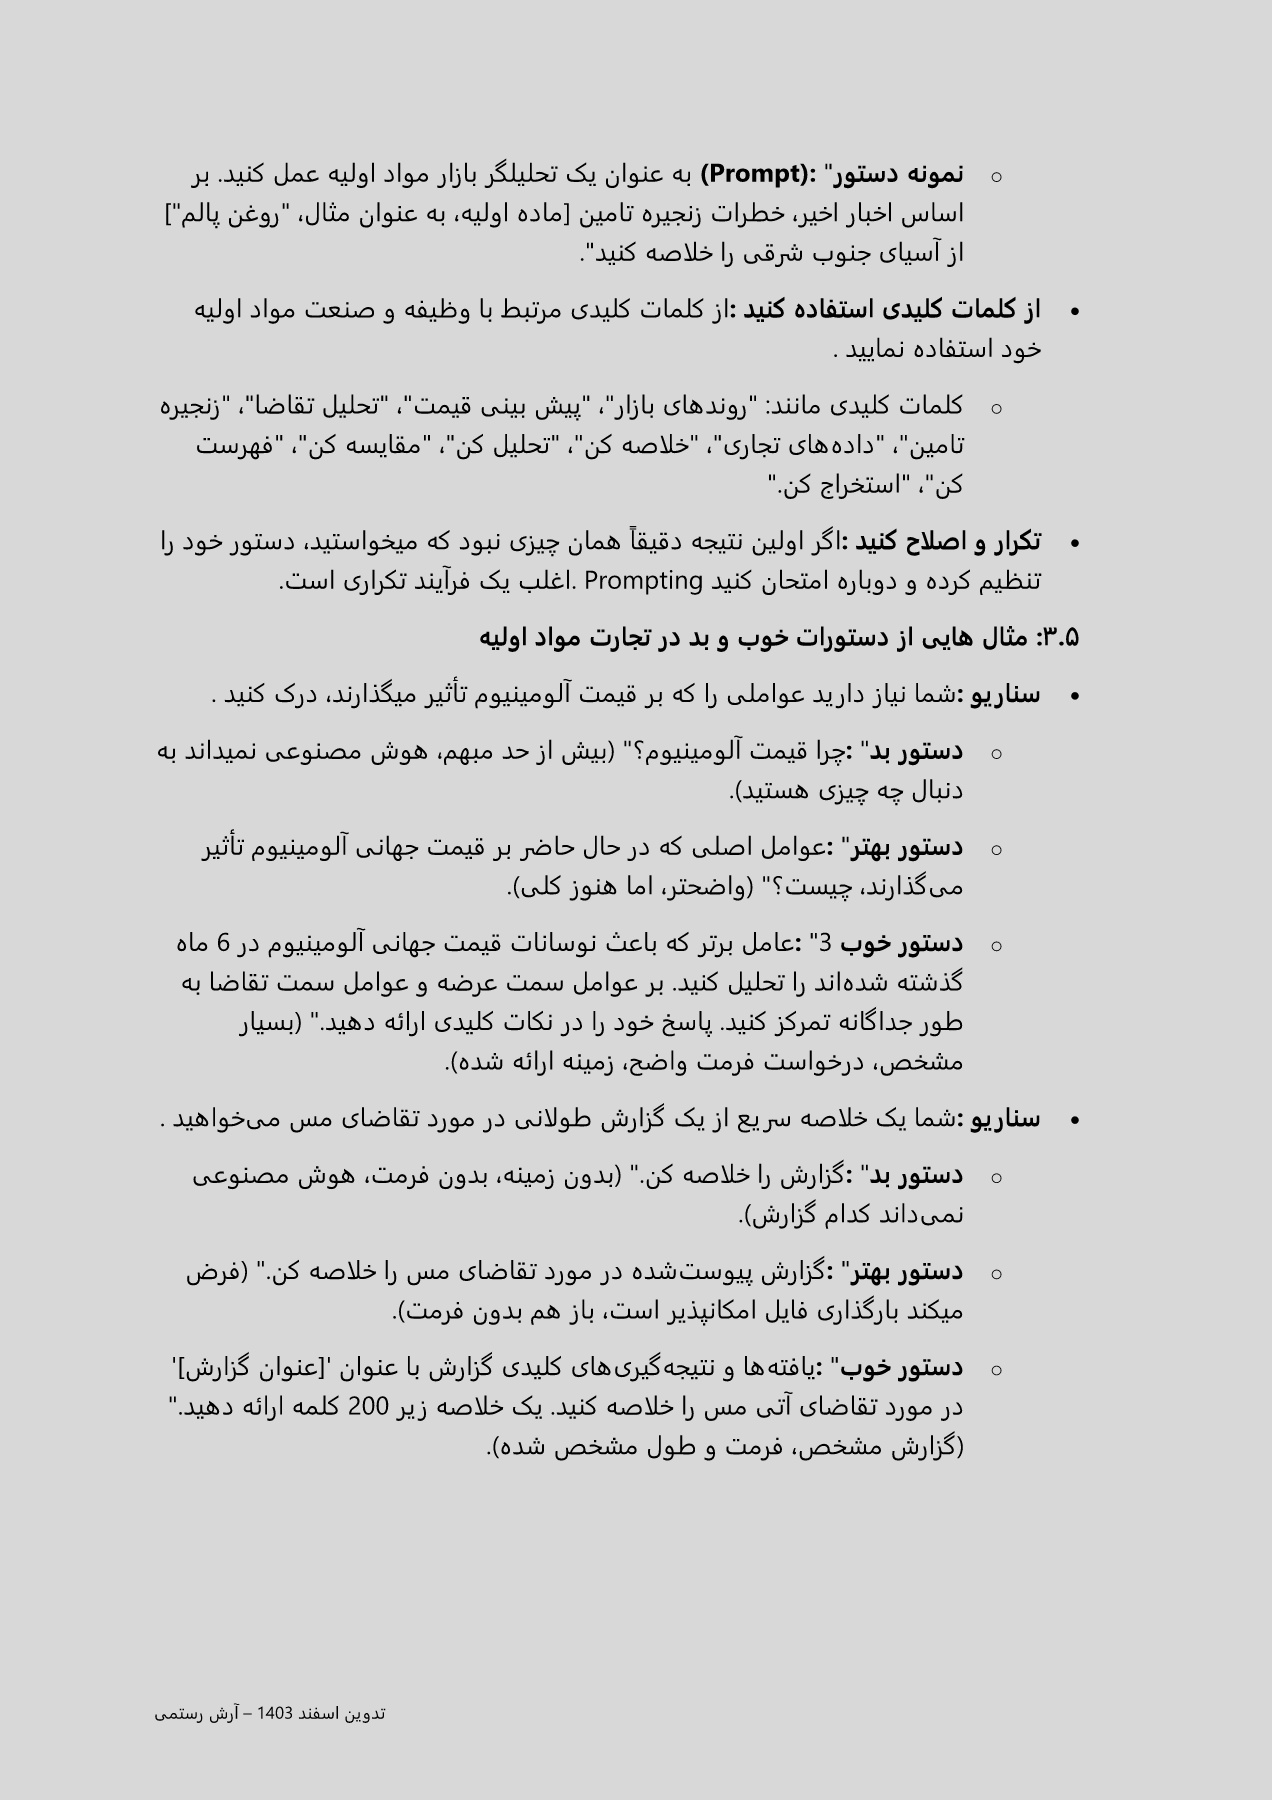 ○ نمونه دستور (Prompt): "به عنوان یک تحلیلگر بازار مواد اولیه عمل کنید. بر
اساس اخبار اخیر، خطرات زنجیره تامین [ماده اولیه، به عنوان مثال، "روغن پالم"]
از آسیای جنوب شرقی را خلاصه کنید".
• از کلمات کلیدی استفاده کنید: از کلمات کلیدی مرتبط با وظیفه و صنعت مواد اولیه
خود استفاده نمایید .
○ کلمات کلیدی مانند: "روندهای بازار"، "پیش بینی قیمت"، "تحلیل تقاضا"، "زنجیره
تامین"، "داده‌های تجاری"، "خلاصه کن"، "تحلیل کن"، "مقایسه کن"، "فهرست
کن"، "استخراج کن."
• تکرار و اصلاح کنید: اگر اولین نتیجه دقیقاً همان چیزی نبود که میخواستید، دستور خود را
تنظیم کرده و دوباره امتحان کنید Prompting .اغلب یک فرآیند تکراری است.
۳.۵: مثال هایی از دستورات خوب و بد در تجارت مواد اولیه
• سناریو: شما نیاز دارید عواملی را که بر قیمت آلومینیوم تأثیر میگذارند، درک کنید .
○ دستور بد: "چرا قیمت آلومینیوم؟" (بیش از حد مبهم، هوش مصنوعی نمیداند به
دنبال چه چیزی هستید).
○ دستور بهتر: "عوامل اصلی که در حال حاضر بر قیمت جهانی آلومینیوم تأثیر
می‌گذارند، چیست؟" (واضحتر، اما هنوز کلی).
○ دستور خوب: "3 عامل برتر که باعث نوسانات قیمت جهانی آلومینیوم در 6 ماه
گذشته شده‌اند را تحلیل کنید. بر عوامل سمت عرضه و عوامل سمت تقاضا به
طور جداگانه تمرکز کنید. پاسخ خود را در نکات کلیدی ارائه دهید." (بسیار
مشخص، درخواست فرمت واضح، زمینه ارائه شده).
• سناریو: شما یک خلاصه سریع از یک گزارش طولانی در مورد تقاضای مس می‌خواهید .
○ دستور بد: "گزارش را خلاصه کن." (بدون زمینه، بدون فرمت، هوش مصنوعی
نمی‌داند کدام گزارش).
○ دستور بهتر: "گزارش پیوست‌شده در مورد تقاضای مس را خلاصه کن." (فرض
میکند بارگذاری فایل امکانپذیر است، باز هم بدون فرمت).
○ دستور خوب: "یافته‌ها و نتیجه‌گیری‌های کلیدی گزارش با عنوان '[عنوان گزارش]'
در مورد تقاضای آتی مس را خلاصه کنید. یک خلاصه زیر 200 کلمه ارائه دهید."
(گزارش مشخص، فرمت و طول مشخص شده).
تدوین اسفند 1403 – آرش رستمی